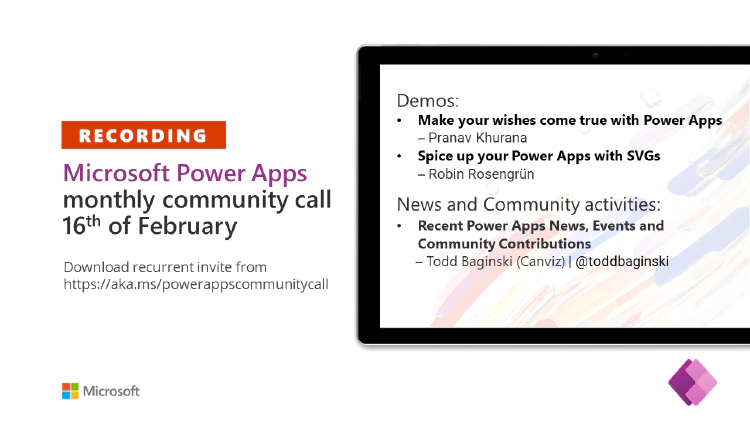 RECORDING
Microsoft Power Apps
monthly community call
16th of February
Download recurrent invite from
https://aka.ms/powerappscommunitycall
Microsoft
Demos:
• Make your wishes come true with Power Apps
– Pranav Khurana
• Spice up your Power Apps with SVGs
– Robin Rosengrün
News and Community activities:
• Recent Power Apps News, Events and
Community Contributions
– Todd Baginski (Canviz) | @toddbaginski